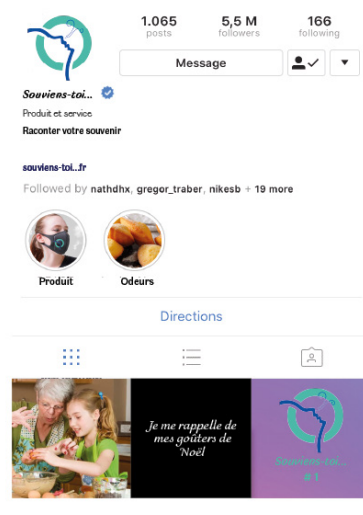 1.065 5,5 M 166
posts followers following
Message
Souviens-toi...
Produit et service
Raconter votre souvenir
souviens-toi...fr
Followed by nathdhx, gregor_traber, nikesb + 19 more
Produit Odeurs
Directions
Je me rappelle de
mes goûters de
Noël
Souviens-toi...
#1